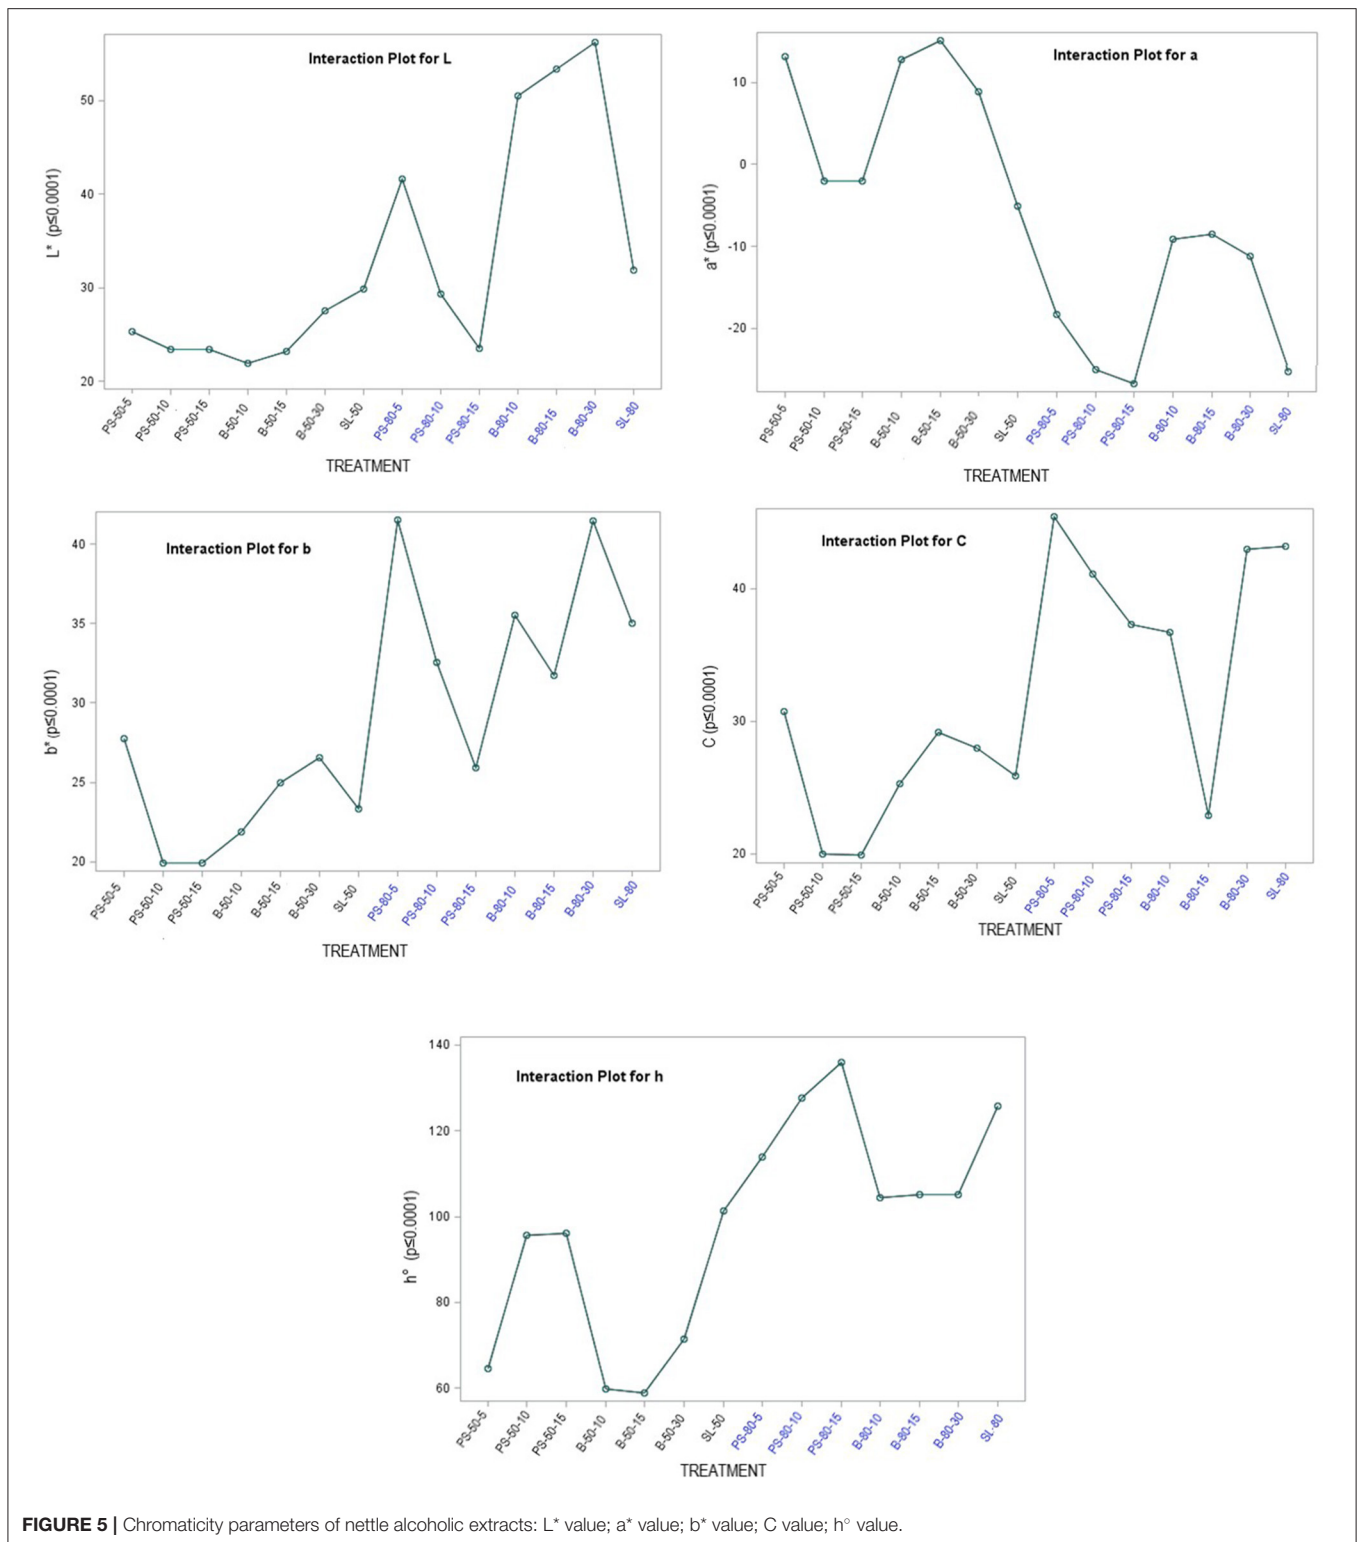 Interaction Plot for L
50
40
30
20
L* (p≤0.0001)
PS-50-5 PS-50-10 PS-50-15 B-50-10 B-50-15 B-50-30 SL-50 PS-80-5 PS-80-10 PS-80-15 B-80-10 B-80-15 B-80-30 SL-80
TREATMENT
Interaction Plot for a
10
0
-10
-20
a* (p≤0.0001)
PS-50-5 PS-50-10 PS-50-15 B-50-10 B-50-15 B-50-30 SL-50 PS-80-5 PS-80-10 PS-80-15 B-80-10 B-80-15 B-80-30 SL-80
TREATMENT
Interaction Plot for b
40
35
30
25
20
b* (p≤0.0001)
PS-50-5 PS-50-10 PS-50-15 B-50-10 B-50-15 B-50-30 SL-50 PS-80-5 PS-80-10 PS-80-15 B-80-10 B-80-15 B-80-30 SL-80
TREATMENT
Interaction Plot for C
40
30
20
C (p≤0.0001)
PS-50-5 PS-50-10 PS-50-15 B-50-10 B-50-15 B-50-30 SL-50 PS-80-5 PS-80-10 PS-80-15 B-80-10 B-80-15 B-80-30 SL-80
TREATMENT
Interaction Plot for h
140
120
100
80
60
h° (p≤0.0001)
PS-50-5 PS-50-10 PS-50-15 B-50-10 B-50-15 B-50-30 SL-50 PS-80-5 PS-80-10 PS-80-15 B-80-10 B-80-15 B-80-30 SL-80
TREATMENT
FIGURE 5 | Chromaticity parameters of nettle alcoholic extracts: L* value; a* value; b* value; C value; h° value.